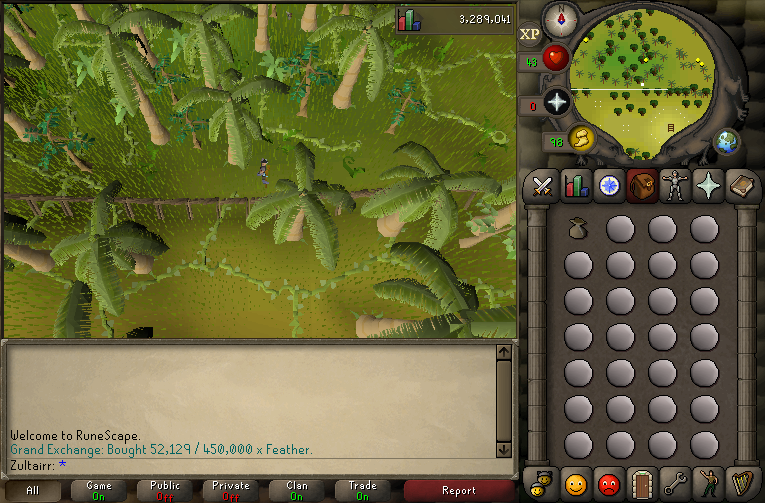 3,289,041
XP
43
0
98
Welcome to RuneScape.
Grand Exchange: Bought 52,129 / 450,000 x Feather.
Zultairr: *
All
Game
On
Public
Off
Private
Off
Clan
On
Trade
On
Report